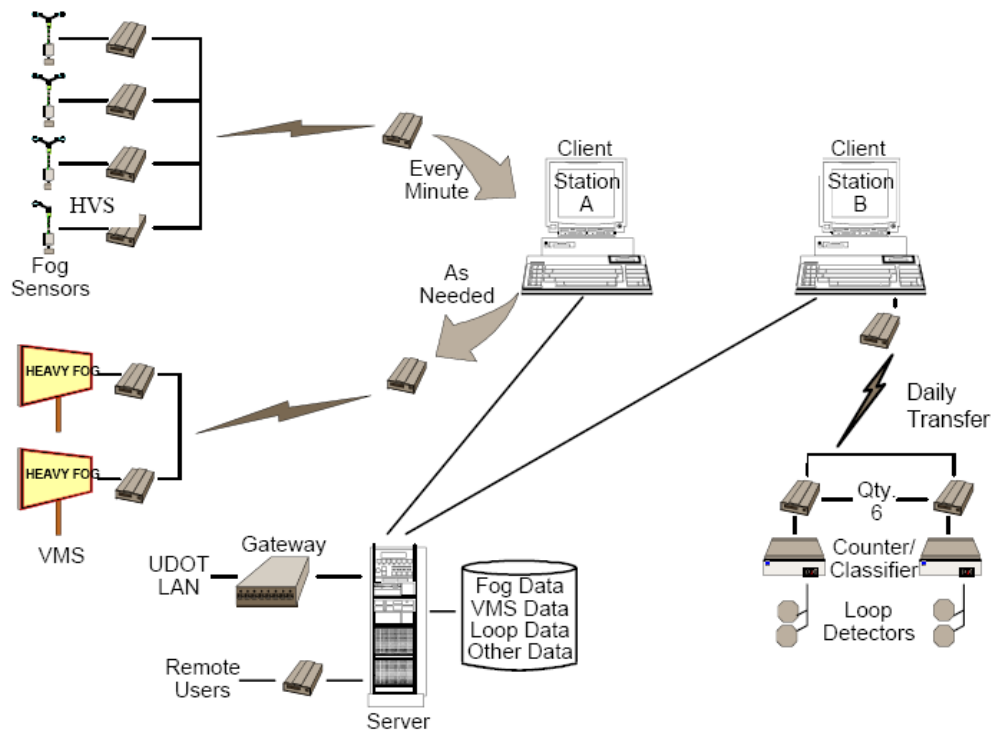 HVS
Fog
Sensors
Every
Minute
Client
Station
A
Client
Station
B
As
Needed
HEAVY FOG
HEAVY FOG
VMS
Daily
Transfer
Qty.
6
Counter/
Classifier
Loop
Detectors
UDOT
LAN
Gateway
Fog Data
VMS Data
Loop Data
Other Data
Remote
Users
Server